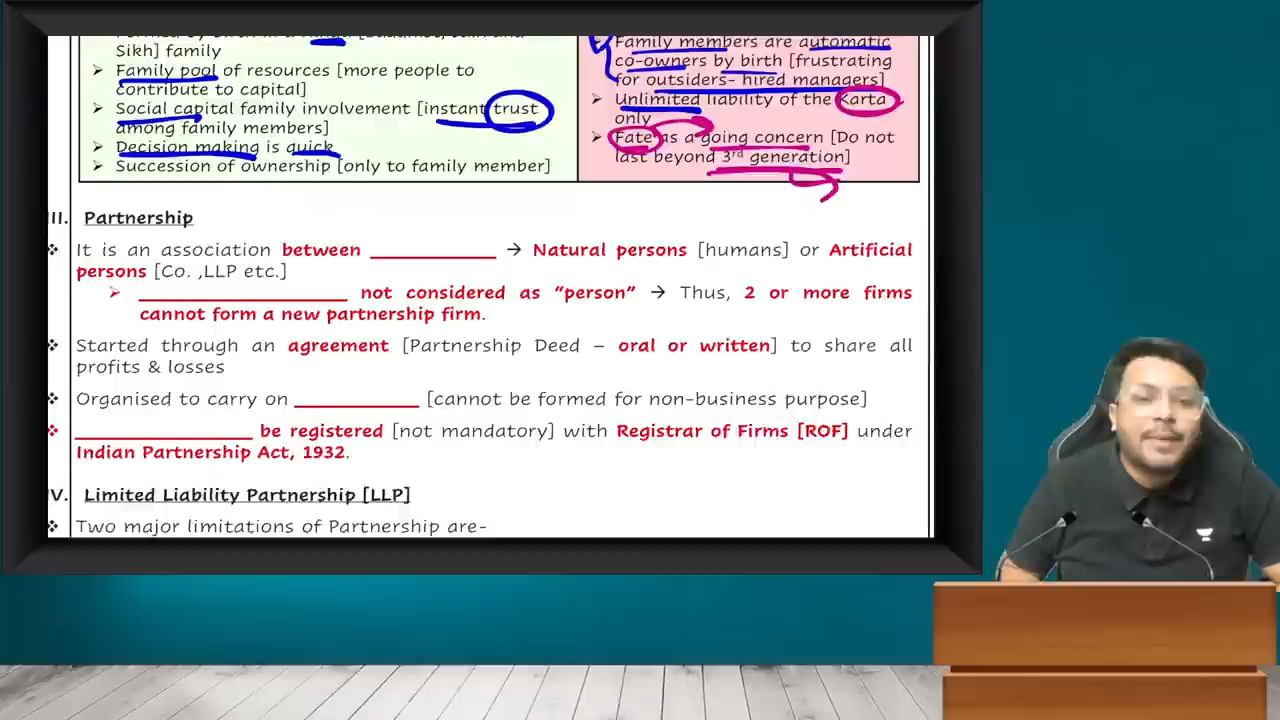 Sikh] family
➢ Family pool of resources [more people to
contribute to capital]
➢ Social capital family involvement [instant trust
among family members]
➢ Decision making is quick
➢ Succession of ownership [only to family member]
Family members are automatic
co-owners by birth [frustrating
for outsiders- hired managers]
➢ Unlimited liability of the Karta
only
➢ Fate as a going concern [Do not
last beyond 3rd generation]
III. Partnership
❖ It is an association between ____________ → Natural persons [humans] or Artificial
persons [Co. ,LLP etc.]
➢ ____________________ not considered as “person” → Thus, 2 or more firms
cannot form a new partnership firm.
❖ Started through an agreement [Partnership Deed – oral or written] to share all
profits & losses
❖ Organised to carry on ____________ [cannot be formed for non-business purpose]
❖ _________________ be registered [not mandatory] with Registrar of Firms [ROF] under
Indian Partnership Act, 1932.
IV. Limited Liability Partnership [LLP]
❖ Two major limitations of Partnership are-